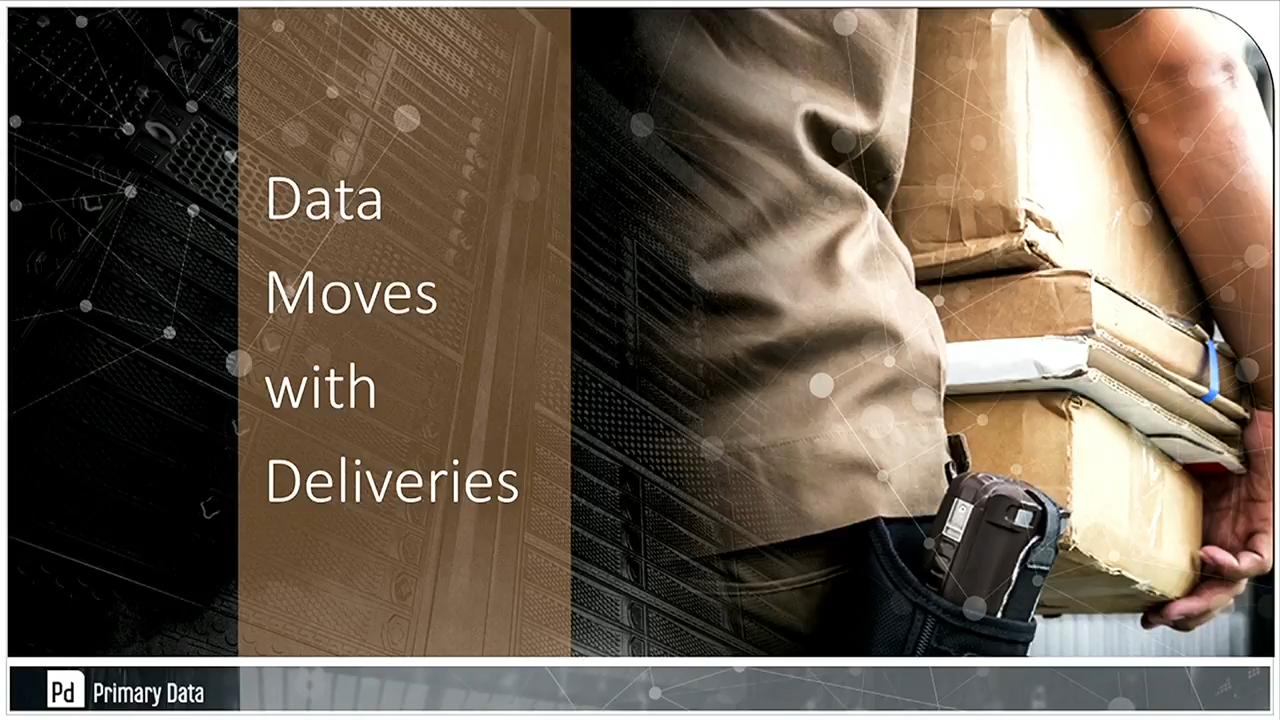 Data
Moves
with
Deliveries
Pd Primary Data